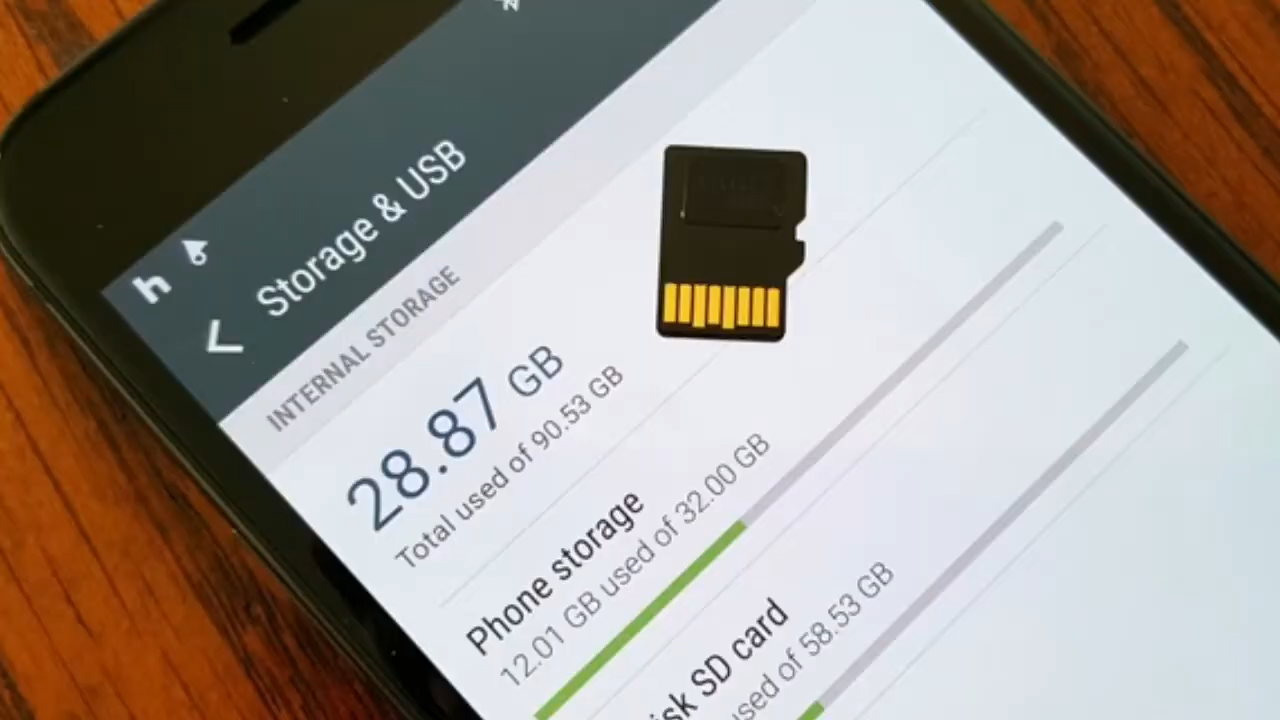 h
Storage & USB
INTERNAL STORAGE
28.87 GB
Total used of 90.53 GB
Phone storage
12.01 GB used of 32.00 GB
isk SD card
used of 58.53 GB